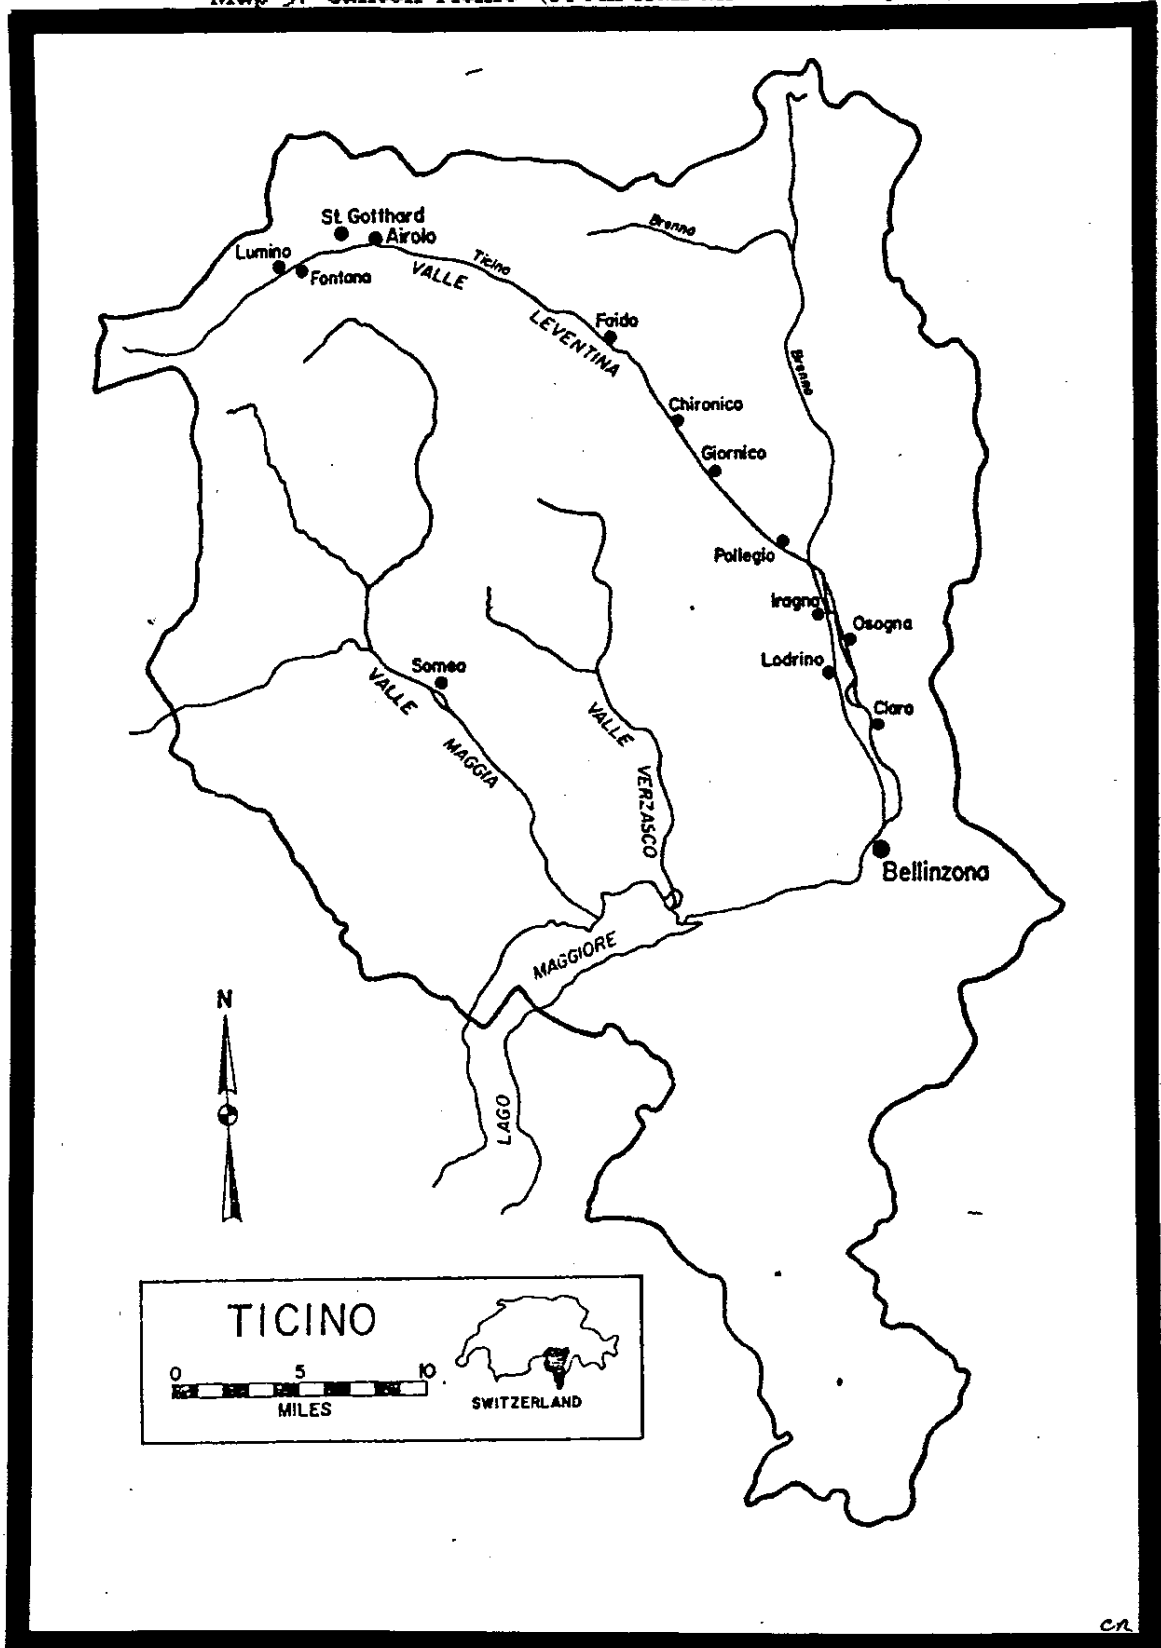 St. Gotthard
Airolo
Lumino
Fontana
Ticino
VALLE
LEVENTINA
Brenno
Faido
Brenno
Chironico
Giornico
Pollegio
Iragna
Osogna
Lodrino
Claro
Someo
VALLE
MAGGIA
VALLE
VERZASCO
Bellinzona
MAGGIORE
LAGO
N
TICINO
0 5 10
MILES
SWITZERLAND
CR